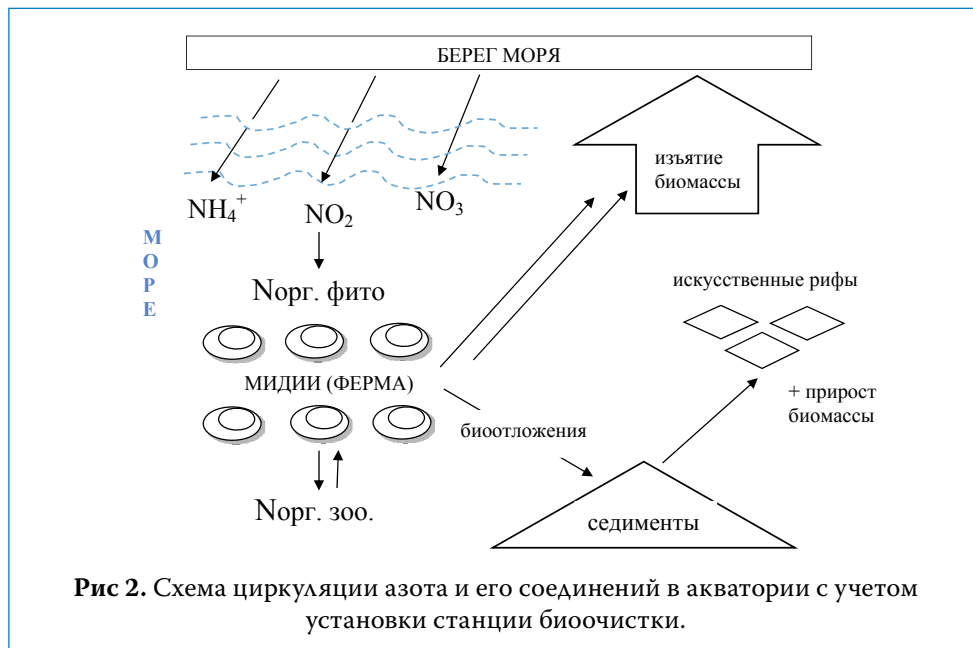 БЕРЕГ МОРЯ
изъятие
биомассы
NH₄⁺
NO₂
NO₃
М
О
Р
Е
Nорг. фито
искусственные рифы
МИДИИ (ФЕРМА)
+ прирост
биомассы
биоотложения
Nорг. зоо.
седименты
Рис 2. Схема циркуляции азота и его соединений в акватории с учетом
установки станции биоочистки.